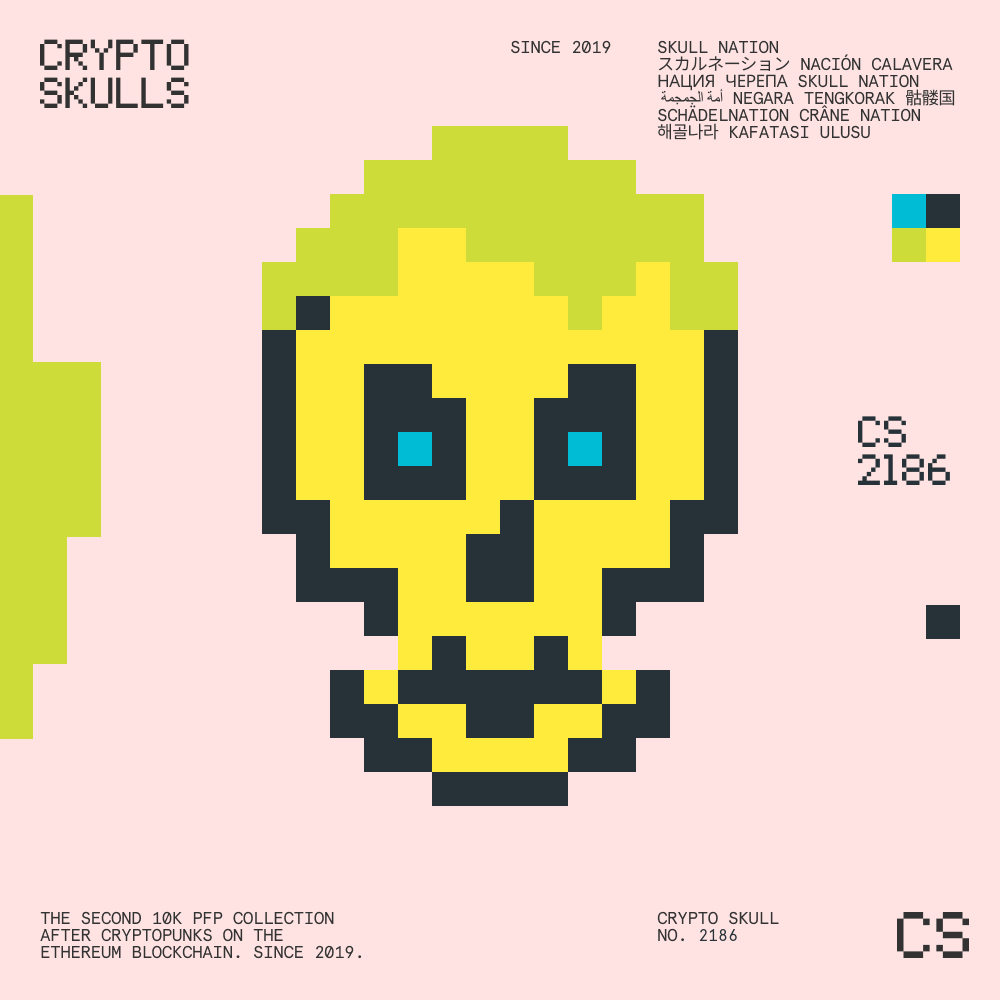 CRYPTO
SKULLS
SINCE 2019
SKULL NATION
スカルネーション NACIÓN CALAVERA
НАЦИЯ ЧЕРЕПА SKULL NATION
أمة الجمجمة NEGARA TENGKORAK 骷髅国
SCHÄDELNATION CRÂNE NATION
해골나라 KAFATASI ULUSU
CS
2186
THE SECOND 10K PFP COLLECTION
AFTER CRYPTOPUNKS ON THE
ETHEREUM BLOCKCHAIN. SINCE 2019.
CRYPTO SKULL
NO. 2186
CS